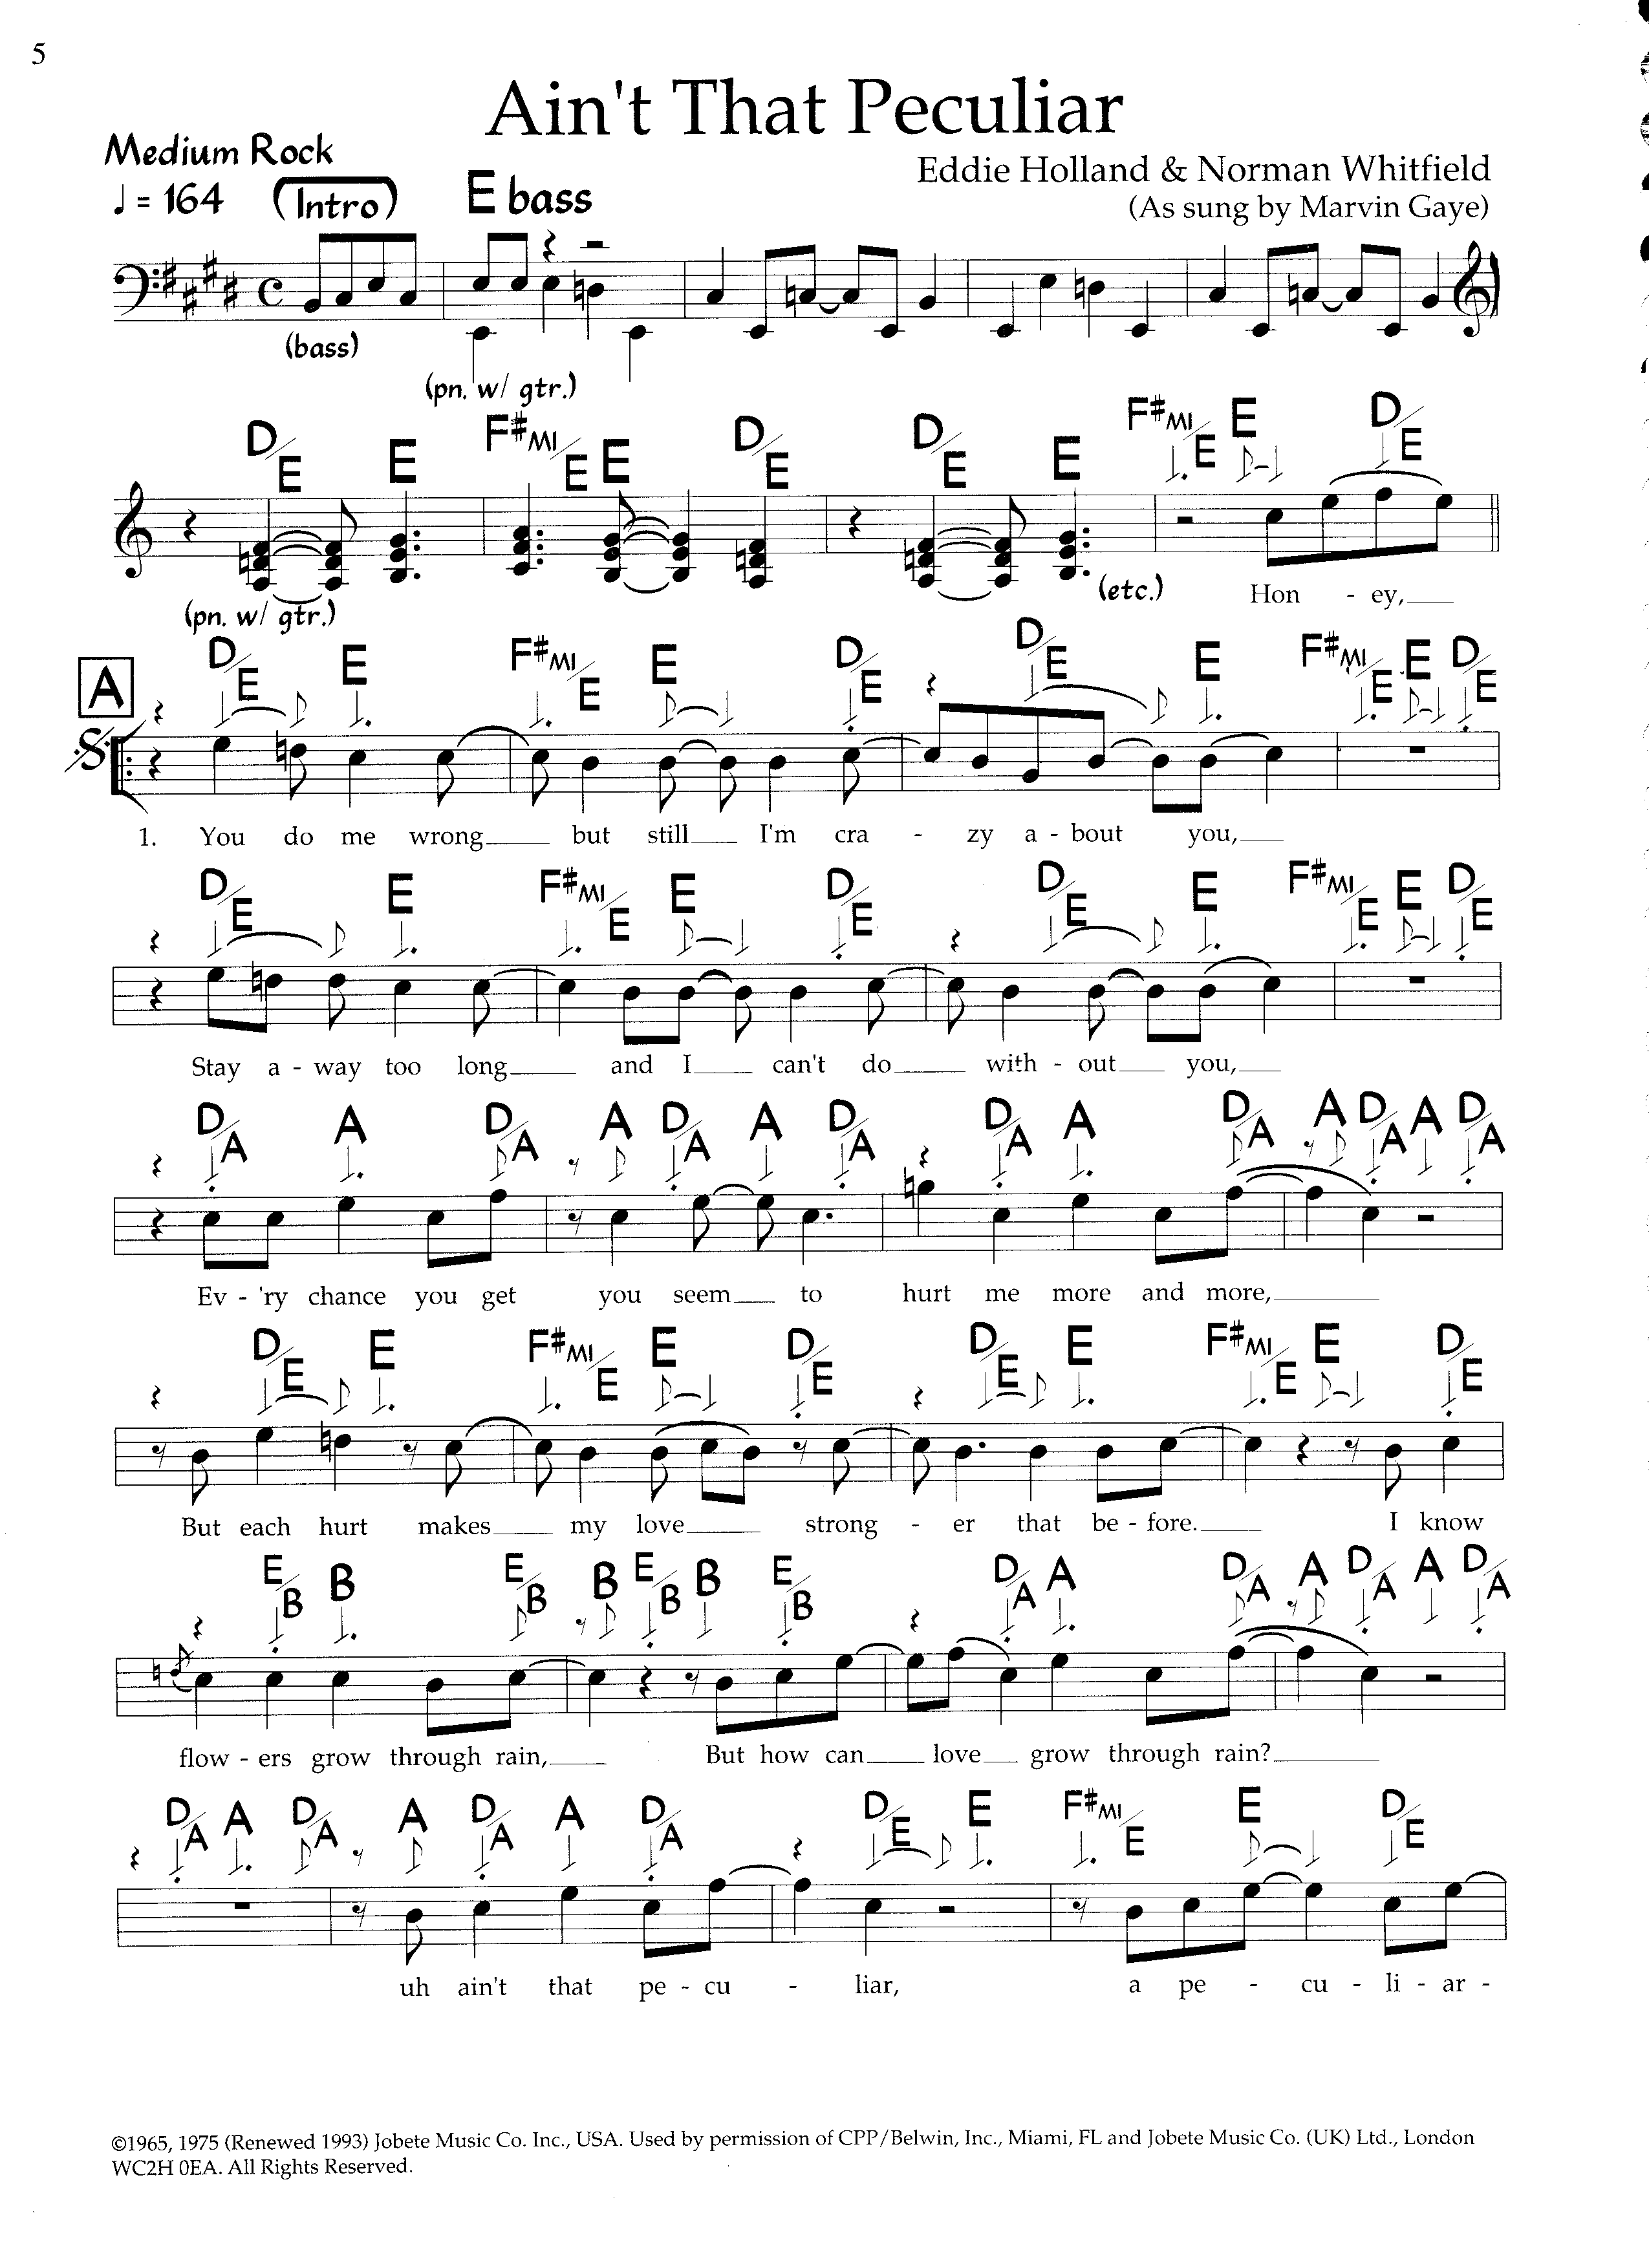 5
Ain't That Peculiar
Medium Rock
Eddie Holland & Norman Whitfield
♩ = 164 (Intro) E bass
(As sung by Marvin Gaye)
(bass)
(pn. w/ gtr.)
D/E E F#MI/E E D/E D/E E F#MI/E E D/E
(etc.) Hon - ey,
(pn. w/ gtr.)
A D/E E F#MI/E E D/E D/E E F#MI/E E D/E
1. You do me wrong but still I'm cra - zy a - bout you,
D/E E F#MI/E E D/E D/E E F#MI/E E D/E
Stay a - way too long and I can't do with - out you,
D/A A D/A A D/A A D/A D/A A D/A A D/A A D/A
Ev - 'ry chance you get you seem to hurt me more and more,
D/E E F#MI/E E D/E D/E E F#MI/E E D/E
But each hurt makes my love strong - er that be - fore. I know
E/B B E/B B E/B B E/B D/A A D/A A D/A A D/A
flow - ers grow through rain, But how can love grow through rain?
D/A A D/A A D/A A D/A D/E E F#MI/E E D/E
uh ain't that pe - cu - liar, a pe - cu - li - ar -
©1965, 1975 (Renewed 1993) Jobete Music Co. Inc., USA. Used by permission of CPP/Belwin, Inc., Miami, FL and Jobete Music Co. (UK) Ltd., London
WC2H 0EA. All Rights Reserved.